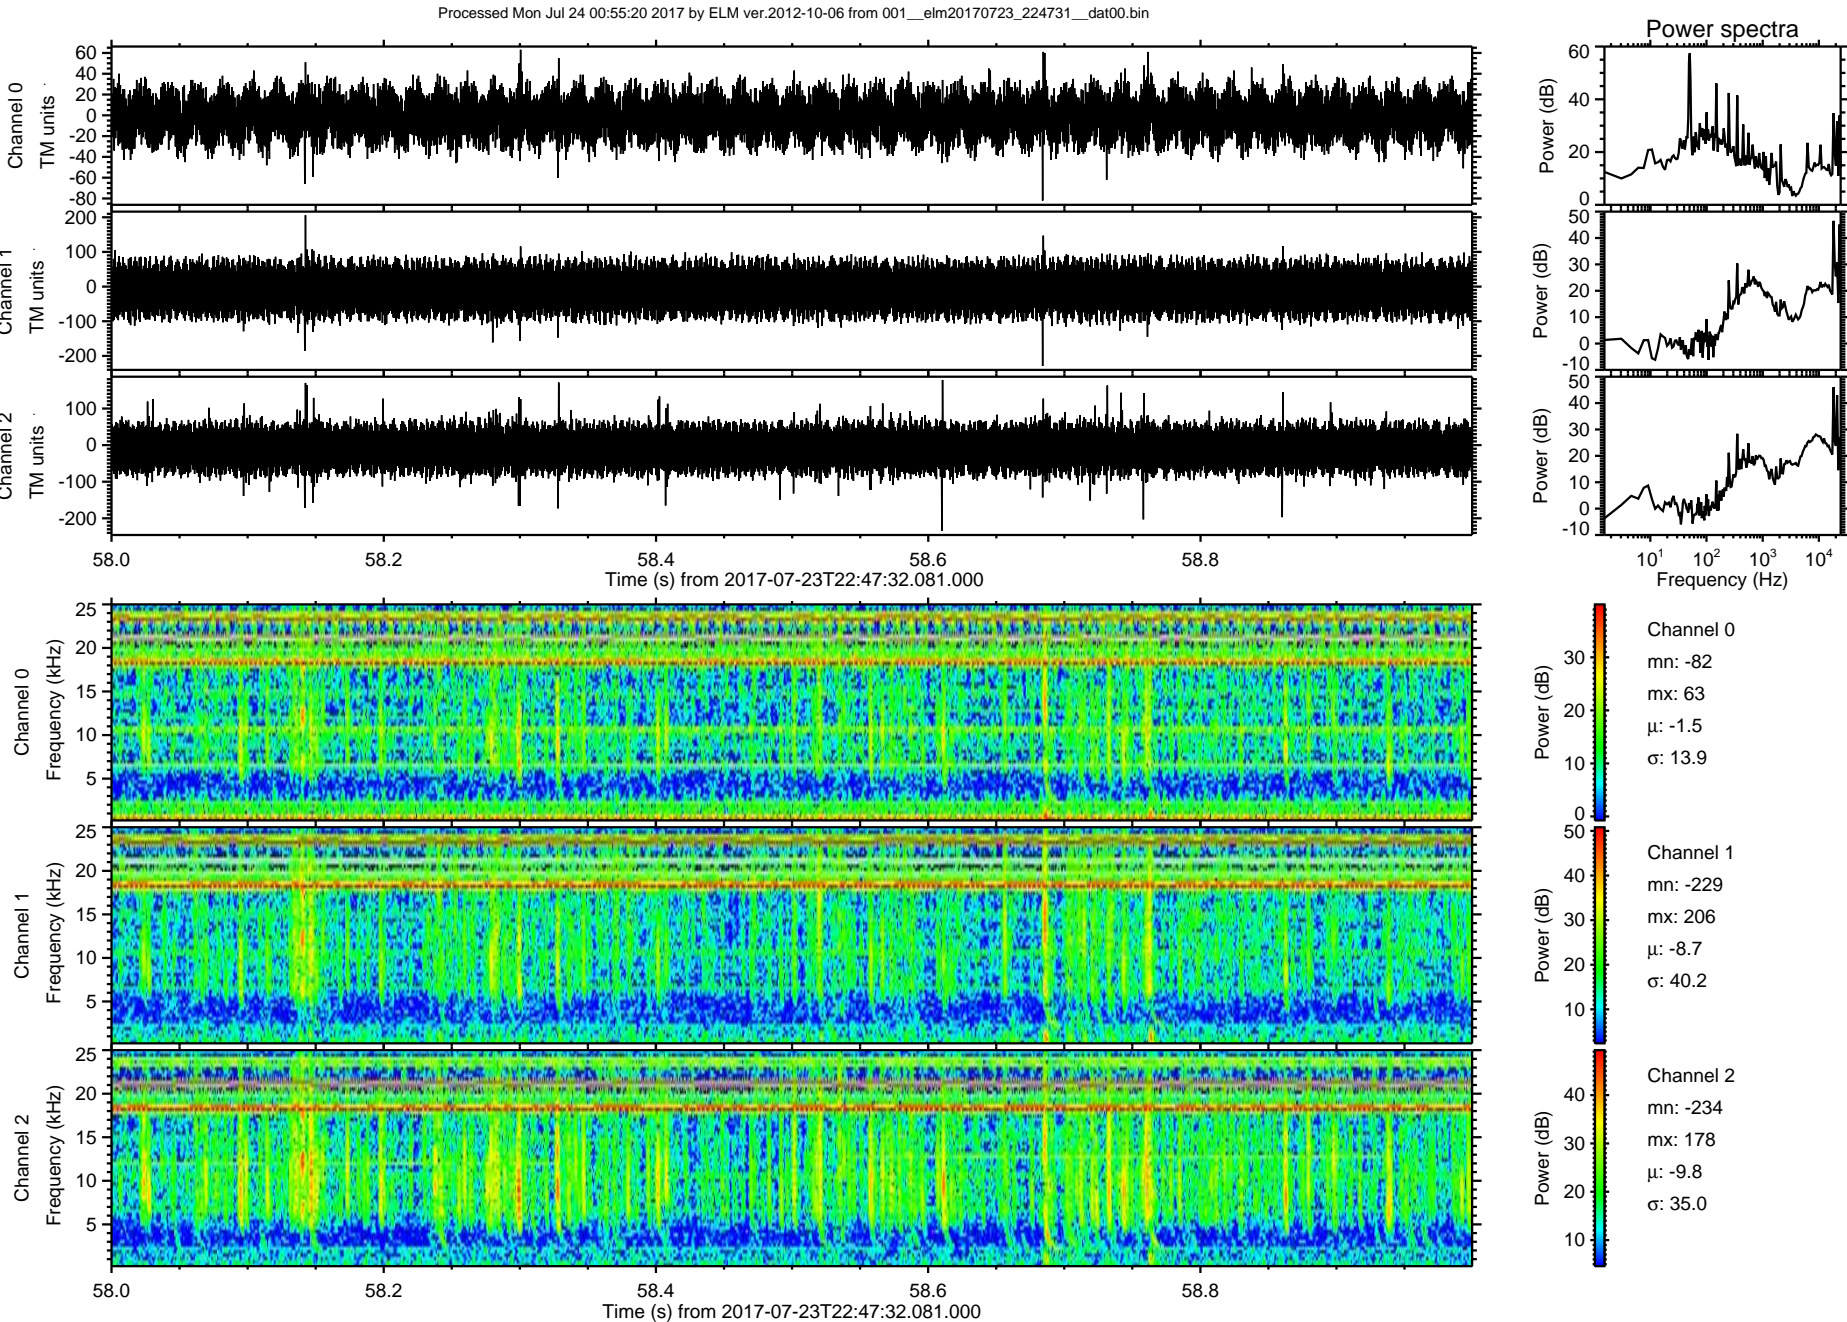 Processed Mon Jul 24 00:55:20 2017 by ELM ver.2012-10-06 from 001__elm20170723_224731__dat00.bin
Power spectra
Channel 0
TM units
60
40
20
0
-20
-40
-60
-80
Power (dB)
60
40
20
0
Channel 1
TM units
200
100
0
-100
-200
Power (dB)
50
40
30
20
10
0
-10
Channel 2
TM units
100
0
-100
-200
Power (dB)
50
40
30
20
10
0
-10
58.0 58.2 58.4 58.6 58.8
Time (s) from 2017-07-23T22:47:32.081.000
10¹ 10² 10³ 10⁴
Frequency (Hz)
Channel 0
Frequency (kHz)
25
20
15
10
5
Power (dB)
30
20
10
0
Channel 0
mn: -82
mx: 63
μ: -1.5
σ: 13.9
Channel 1
Frequency (kHz)
25
20
15
10
5
Power (dB)
50
40
30
20
10
Channel 1
mn: -229
mx: 206
μ: -8.7
σ: 40.2
Channel 2
Frequency (kHz)
25
20
15
10
5
Power (dB)
40
30
20
10
Channel 2
mn: -234
mx: 178
μ: -9.8
σ: 35.0
58.0 58.2 58.4 58.6 58.8
Time (s) from 2017-07-23T22:47:32.081.000